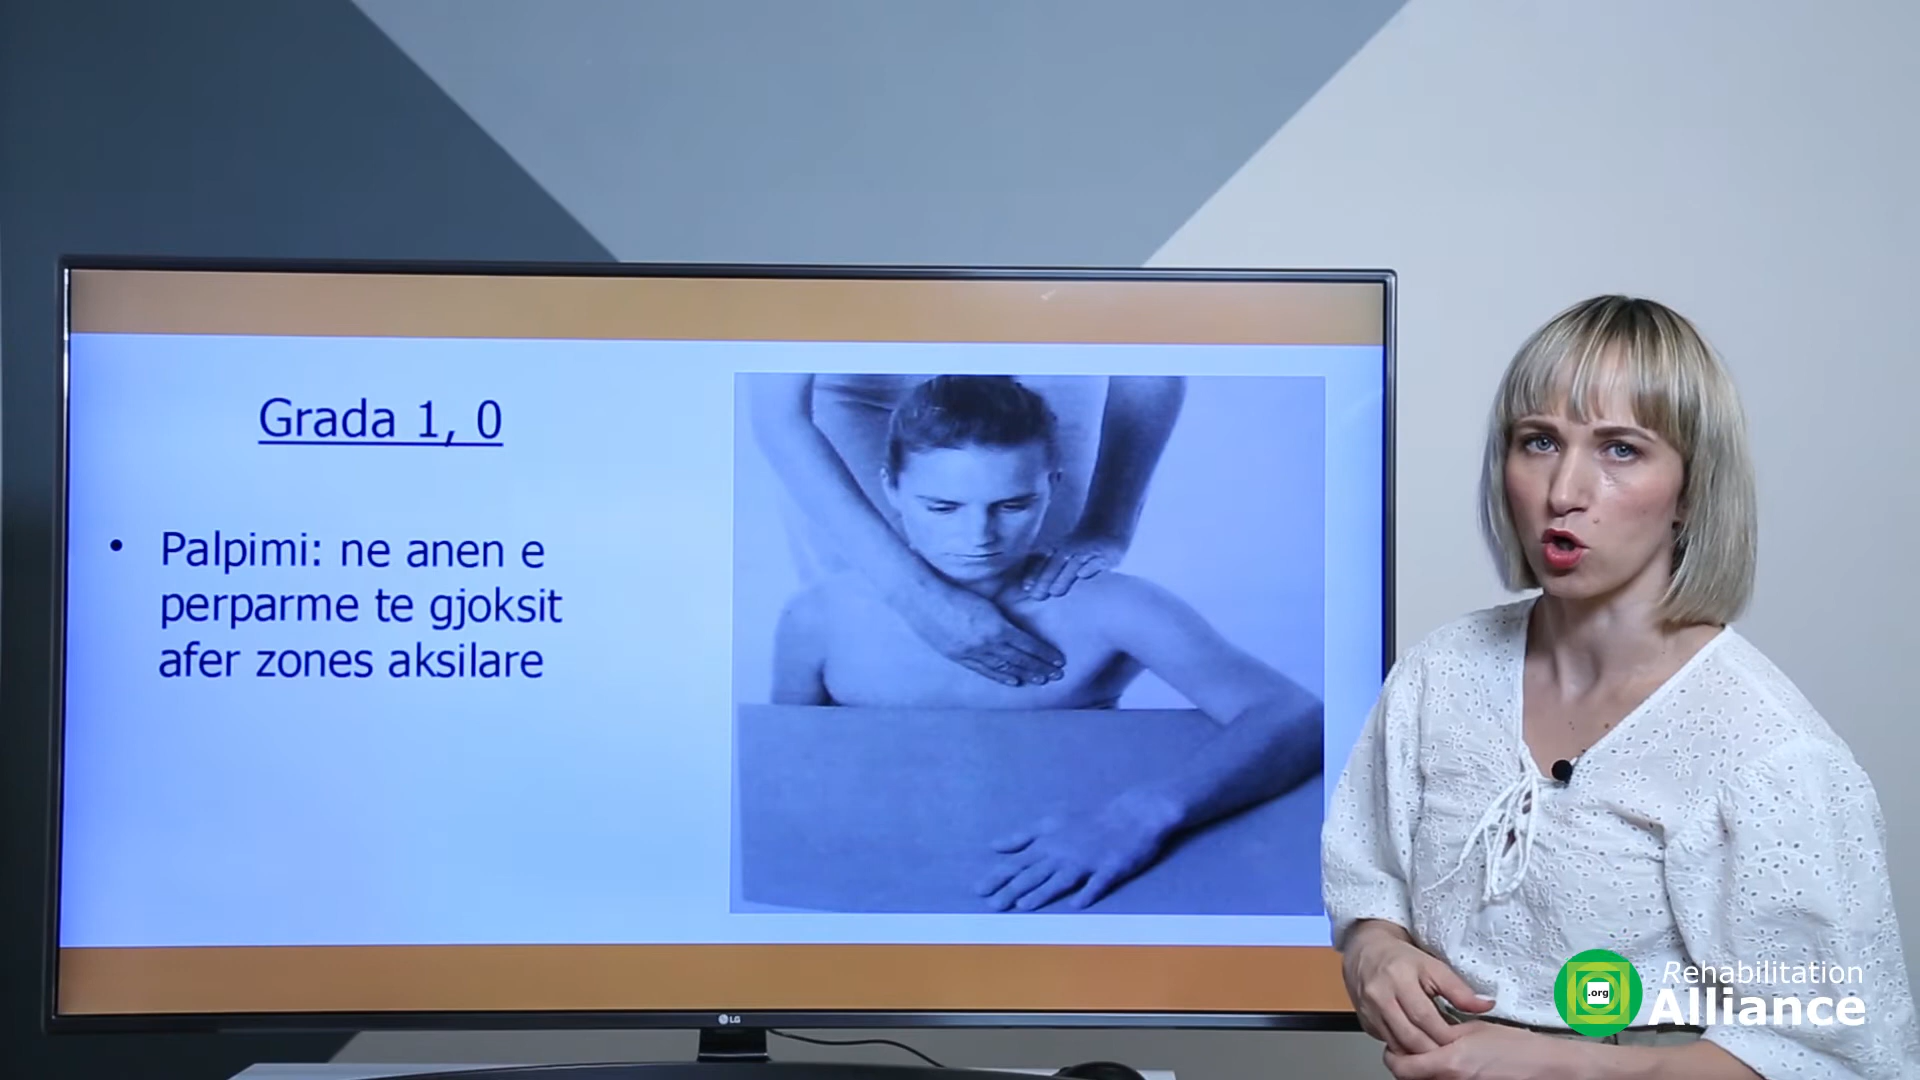 Grada 1, 0
• Palpimi: ne anen e
perparme te gjoksit
afer zones aksilare
LG
.org
Rehabilitation
Alliance